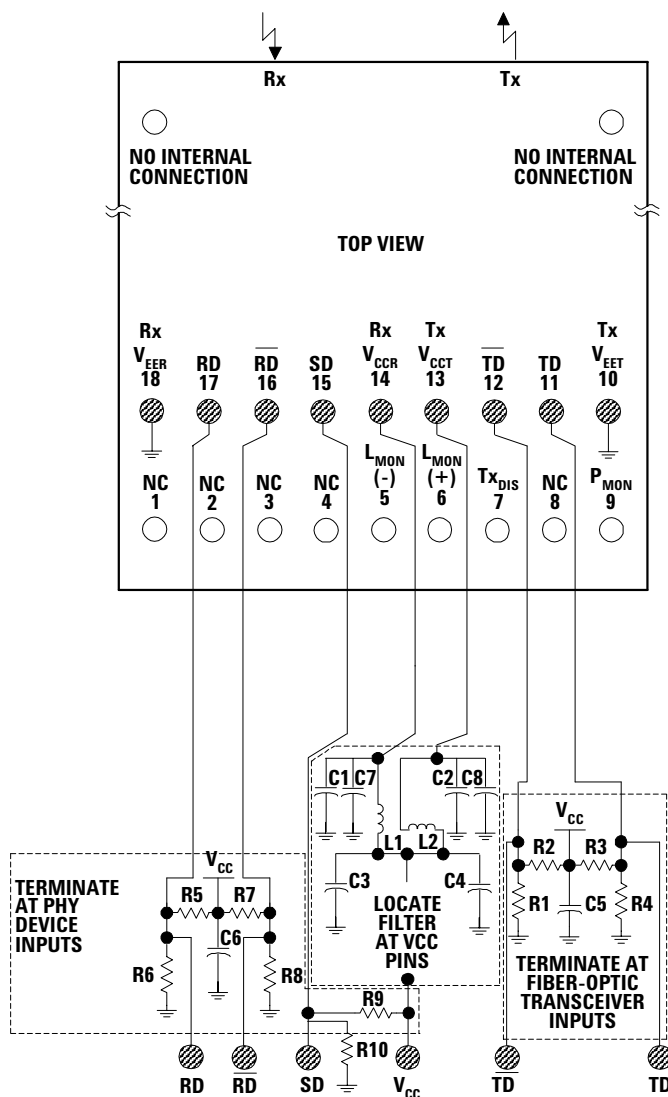 Rx Tx
NO INTERNAL
CONNECTION
NO INTERNAL
CONNECTION
TOP VIEW
Rx
VEER
18
RD
17
R̅D̅
16
SD
15
Rx
VCCR
14
Tx
VCCT
13
T̅D̅
12
TD
11
Tx
VEET
10
NC
1
NC
2
NC
3
NC
4
LMON
(-)
5
LMON
(+)
6
TxDIS
7
NC
8
PMON
9
C1 C7
C2 C8
L1 L2
C3
C4
LOCATE
FILTER
AT VCC
PINS
TERMINATE
AT PHY
DEVICE
INPUTS
VCC
R5 R7
C6
R6
R8
VCC
R2 R3
R1
C5
R4
TERMINATE AT
FIBER-OPTIC
TRANSCEIVER
INPUTS
R9
R10
RD
R̅D̅
SD
VCC
T̅D̅
TD